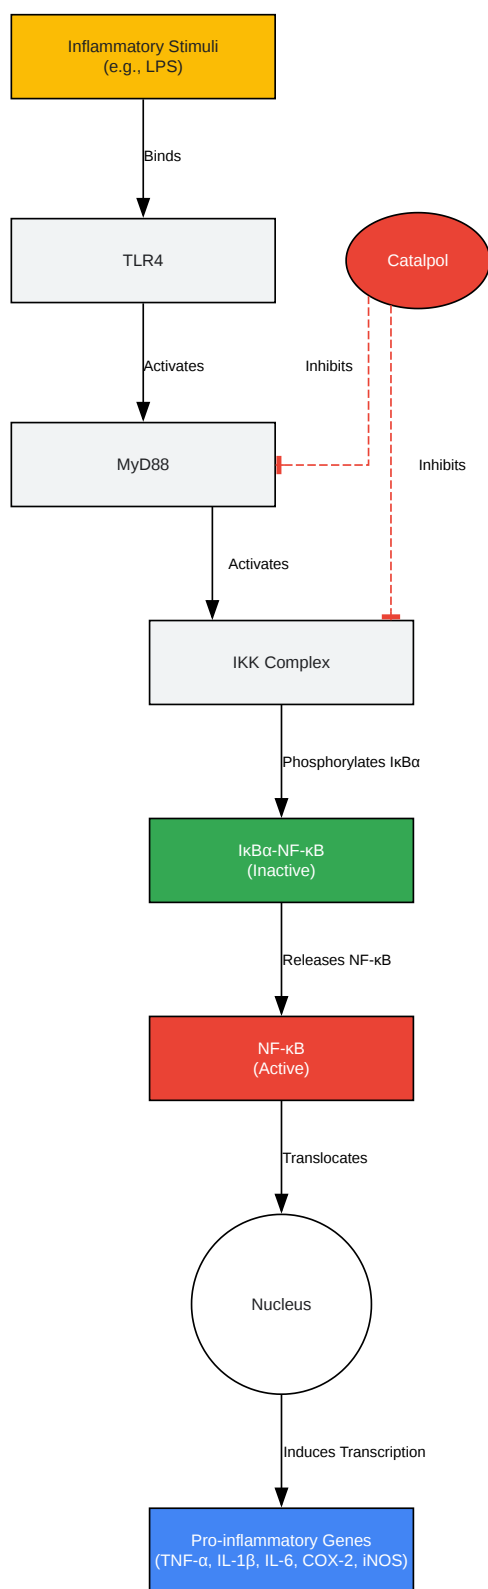 Inflammatory Stimuli
(e.g., LPS)
Binds
TLR4
Catalpol
Activates
Inhibits
MyD88
Inhibits
Activates
IKK Complex
Phosphorylates IκBα
IκBα-NF-κB
(Inactive)
Releases NF-κB
NF-κB
(Active)
Translocates
Nucleus
Induces Transcription
Pro-inflammatory Genes
(TNF-α, IL-1β, IL-6, COX-2, iNOS)